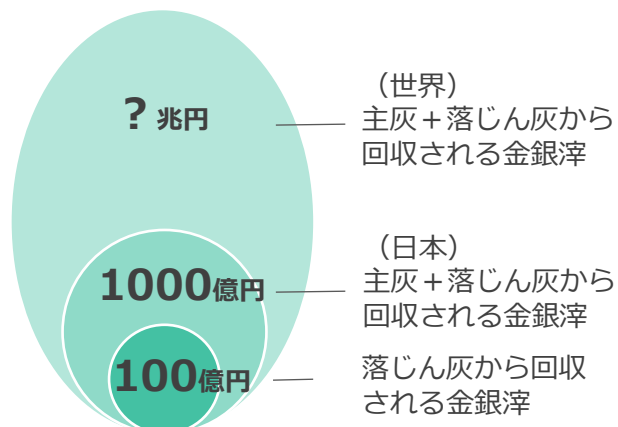 ？兆円
（世界）
主灰＋落じん灰から
回収される金銀滓
1000億円
（日本）
主灰＋落じん灰から
回収される金銀滓
100億円
落じん灰から回収
される金銀滓